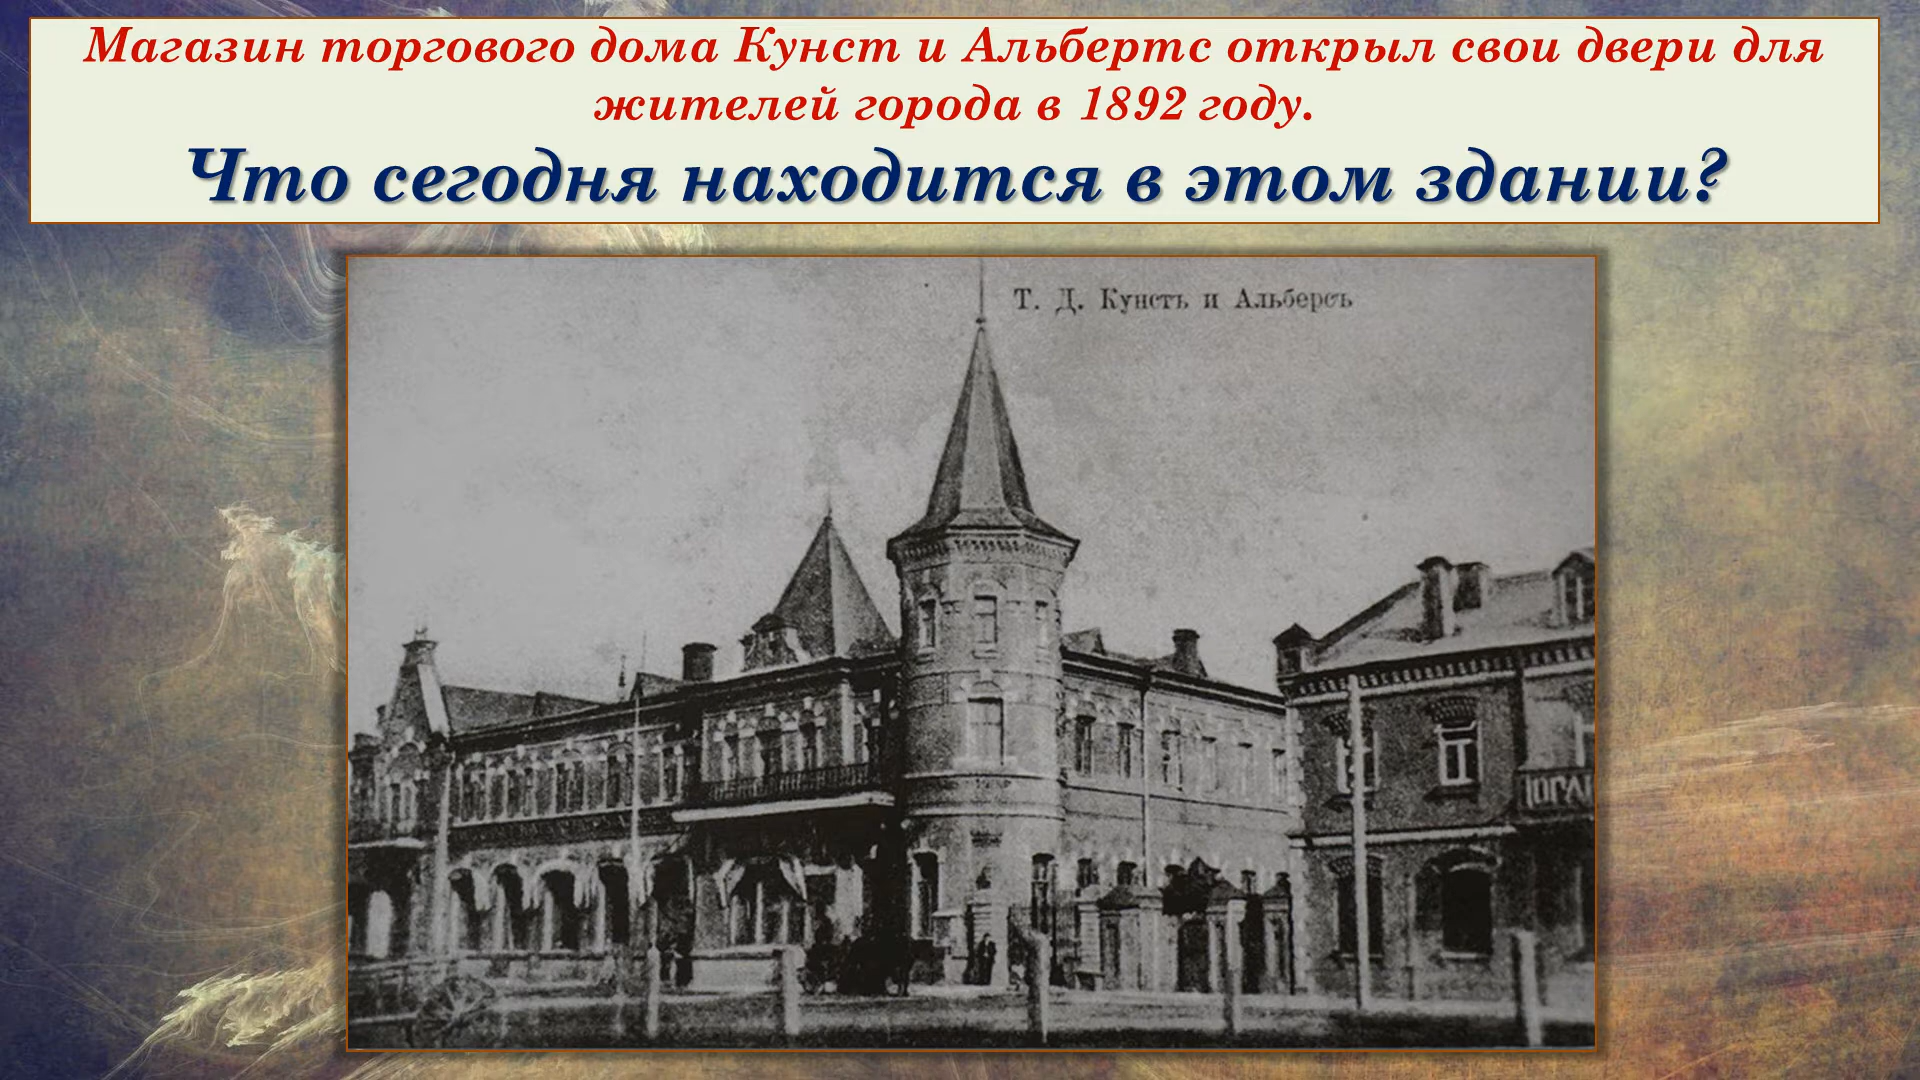 Магазин торгового дома Кунст и Альбертс открыл свои двери для
жителей города в 1892 году.
Что сегодня находится в этом здании?
Т. Д. Кунстъ и Альберсъ